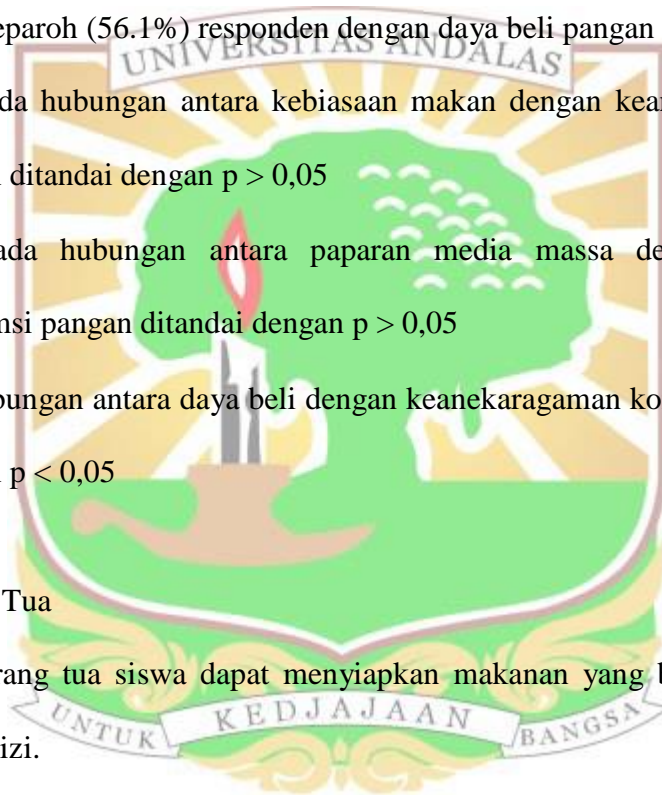 eparoh (56.1%) responden dengan daya beli pangan
UNIVERSITAS ANDALAS
da hubungan antara kebiasaan makan dengan kean
ditandai dengan p > 0,05
ada hubungan antara paparan media massa de
nsi pangan ditandai dengan p > 0,05
bungan antara daya beli dengan keanekaragaman ko
p < 0,05
Tua
rang tua siswa dapat menyiapkan makanan yang b
UNTUK KEDJAJAAN BANGSA
izi.